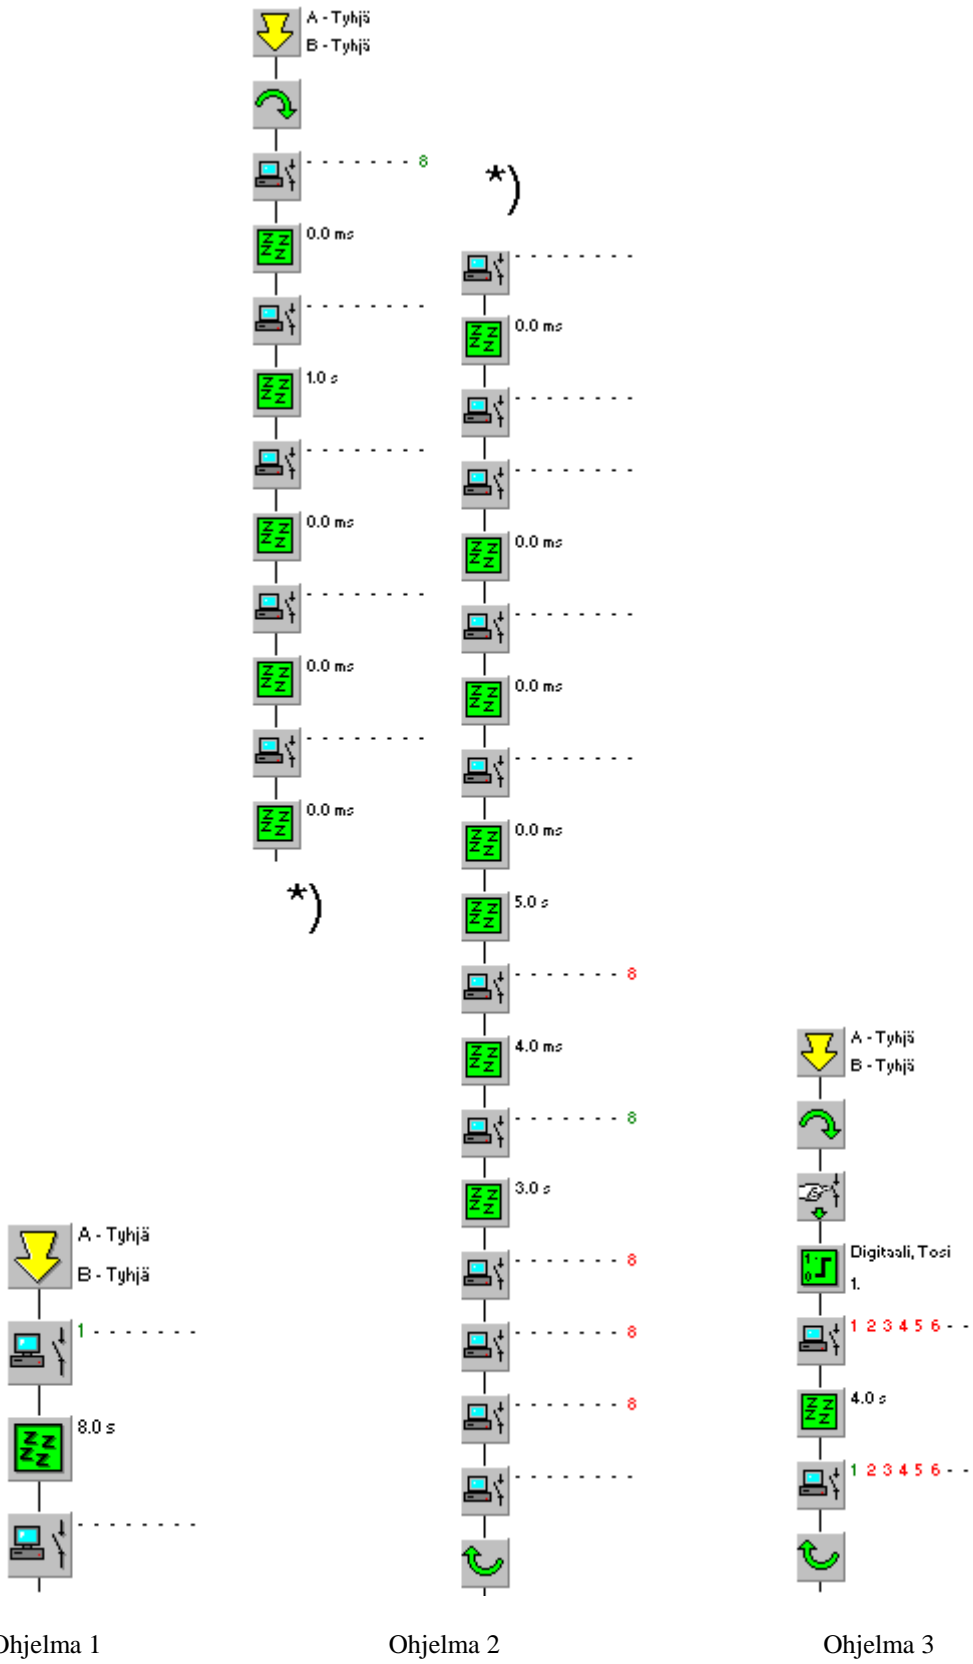 A - Tyhjä
B - Tyhjä
- - - - - - - 8
0.0 ms
- - - - - - - -
1.0 s
- - - - - - - -
0.0 ms
- - - - - - - -
0.0 ms
- - - - - - - -
0.0 ms
*)
*)
- - - - - - - -
0.0 ms
- - - - - - - -
- - - - - - - -
0.0 ms
- - - - - - - -
0.0 ms
- - - - - - - -
0.0 ms
5.0 s
- - - - - - - 8
4.0 ms
- - - - - - - 8
3.0 s
- - - - - - - 8
- - - - - - - 8
- - - - - - - 8
- - - - - - - -
A - Tyhjä
B - Tyhjä
1 - - - - - - -
8.0 s
- - - - - - - -
A - Tyhjä
B - Tyhjä
Digitaali, Tosi
1.
1 2 3 4 5 6 - -
4.0 s
1 2 3 4 5 6 - -
Ohjelma 1
Ohjelma 2
Ohjelma 3